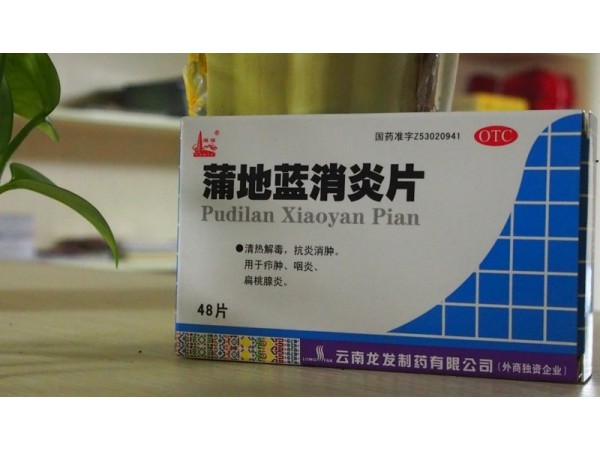 国药准字Z53020941 OTC
蒲地蓝消炎片
Pudilan Xiaoyan Pian
●清热解毒，抗炎消肿。
用于疖肿、咽炎、
扁桃腺炎。
48片
云南龙发制药有限公司（外商独资企业）